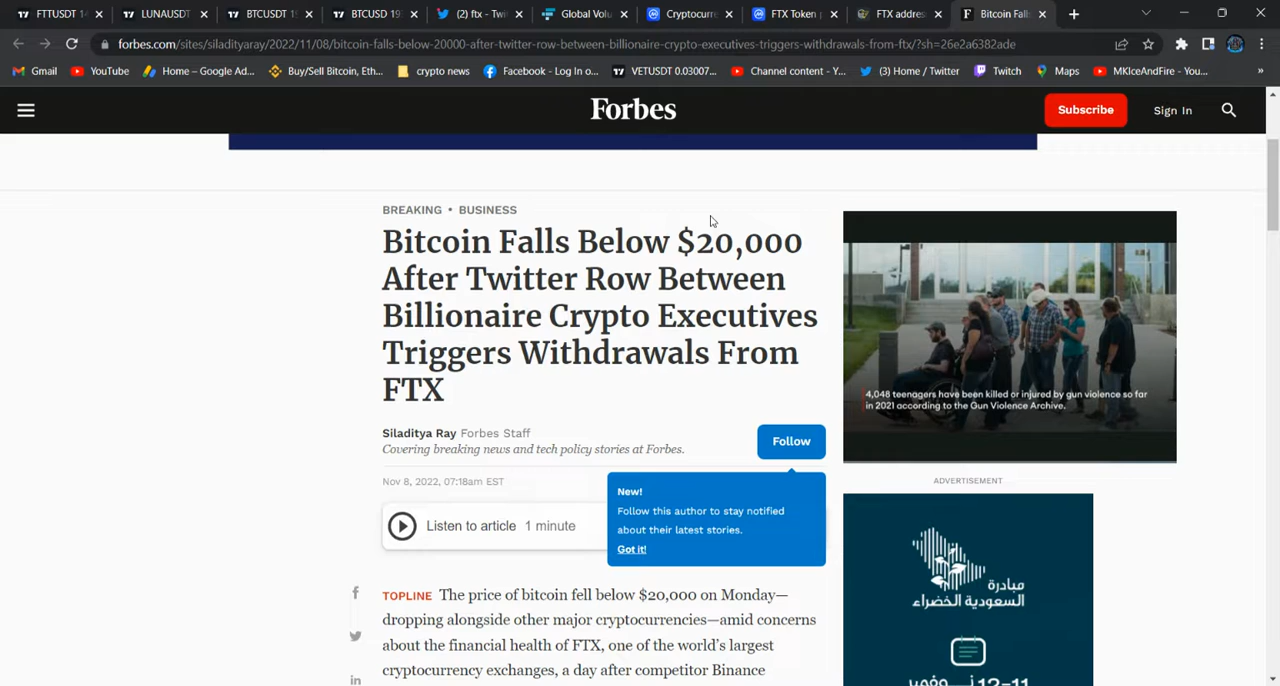 FTTUSDT 14
LUNAUSDT
BTCUSDT 15
BTCUSD 19
(2) ftx - Twi
Global Volu
Cryptocurre
FTX Token p
FTX addres
Bitcoin Fall
forbes.com/sites/siladityaray/2022/11/08/bitcoin-falls-below-20000-after-twitter-row-between-billionaire-crypto-executives-triggers-withdrawals-from-ftx/?sh=26e2a6382ade
Gmail
YouTube
Home – Google Ad...
Buy/Sell Bitcoin, Eth...
crypto news
Facebook - Log In o...
VETUSDT 0.03007...
Channel content - Y...
(3) Home / Twitter
Twitch
Maps
MKIceAndFire - You...
Forbes
Subscribe
Sign In
BREAKING • BUSINESS
Bitcoin Falls Below $20,000
After Twitter Row Between
Billionaire Crypto Executives
Triggers Withdrawals From
FTX
Siladitya Ray Forbes Staff
Covering breaking news and tech policy stories at Forbes.
Follow
New!
Follow this author to stay notified
about their latest stories.
Got it!
Nov 8, 2022, 07:18am EST
Listen to article 1 minute
TOPLINE The price of bitcoin fell below $20,000 on Monday—
dropping alongside other major cryptocurrencies—amid concerns
about the financial health of FTX, one of the world's largest
cryptocurrency exchanges, a day after competitor Binance
4,048 teenagers have been killed or injured by gun violence so far
in 2021 according to the Gun Violence Archive.
ADVERTISEMENT
مبادرة
السعودية الخضراء
11-12 نوفمبر